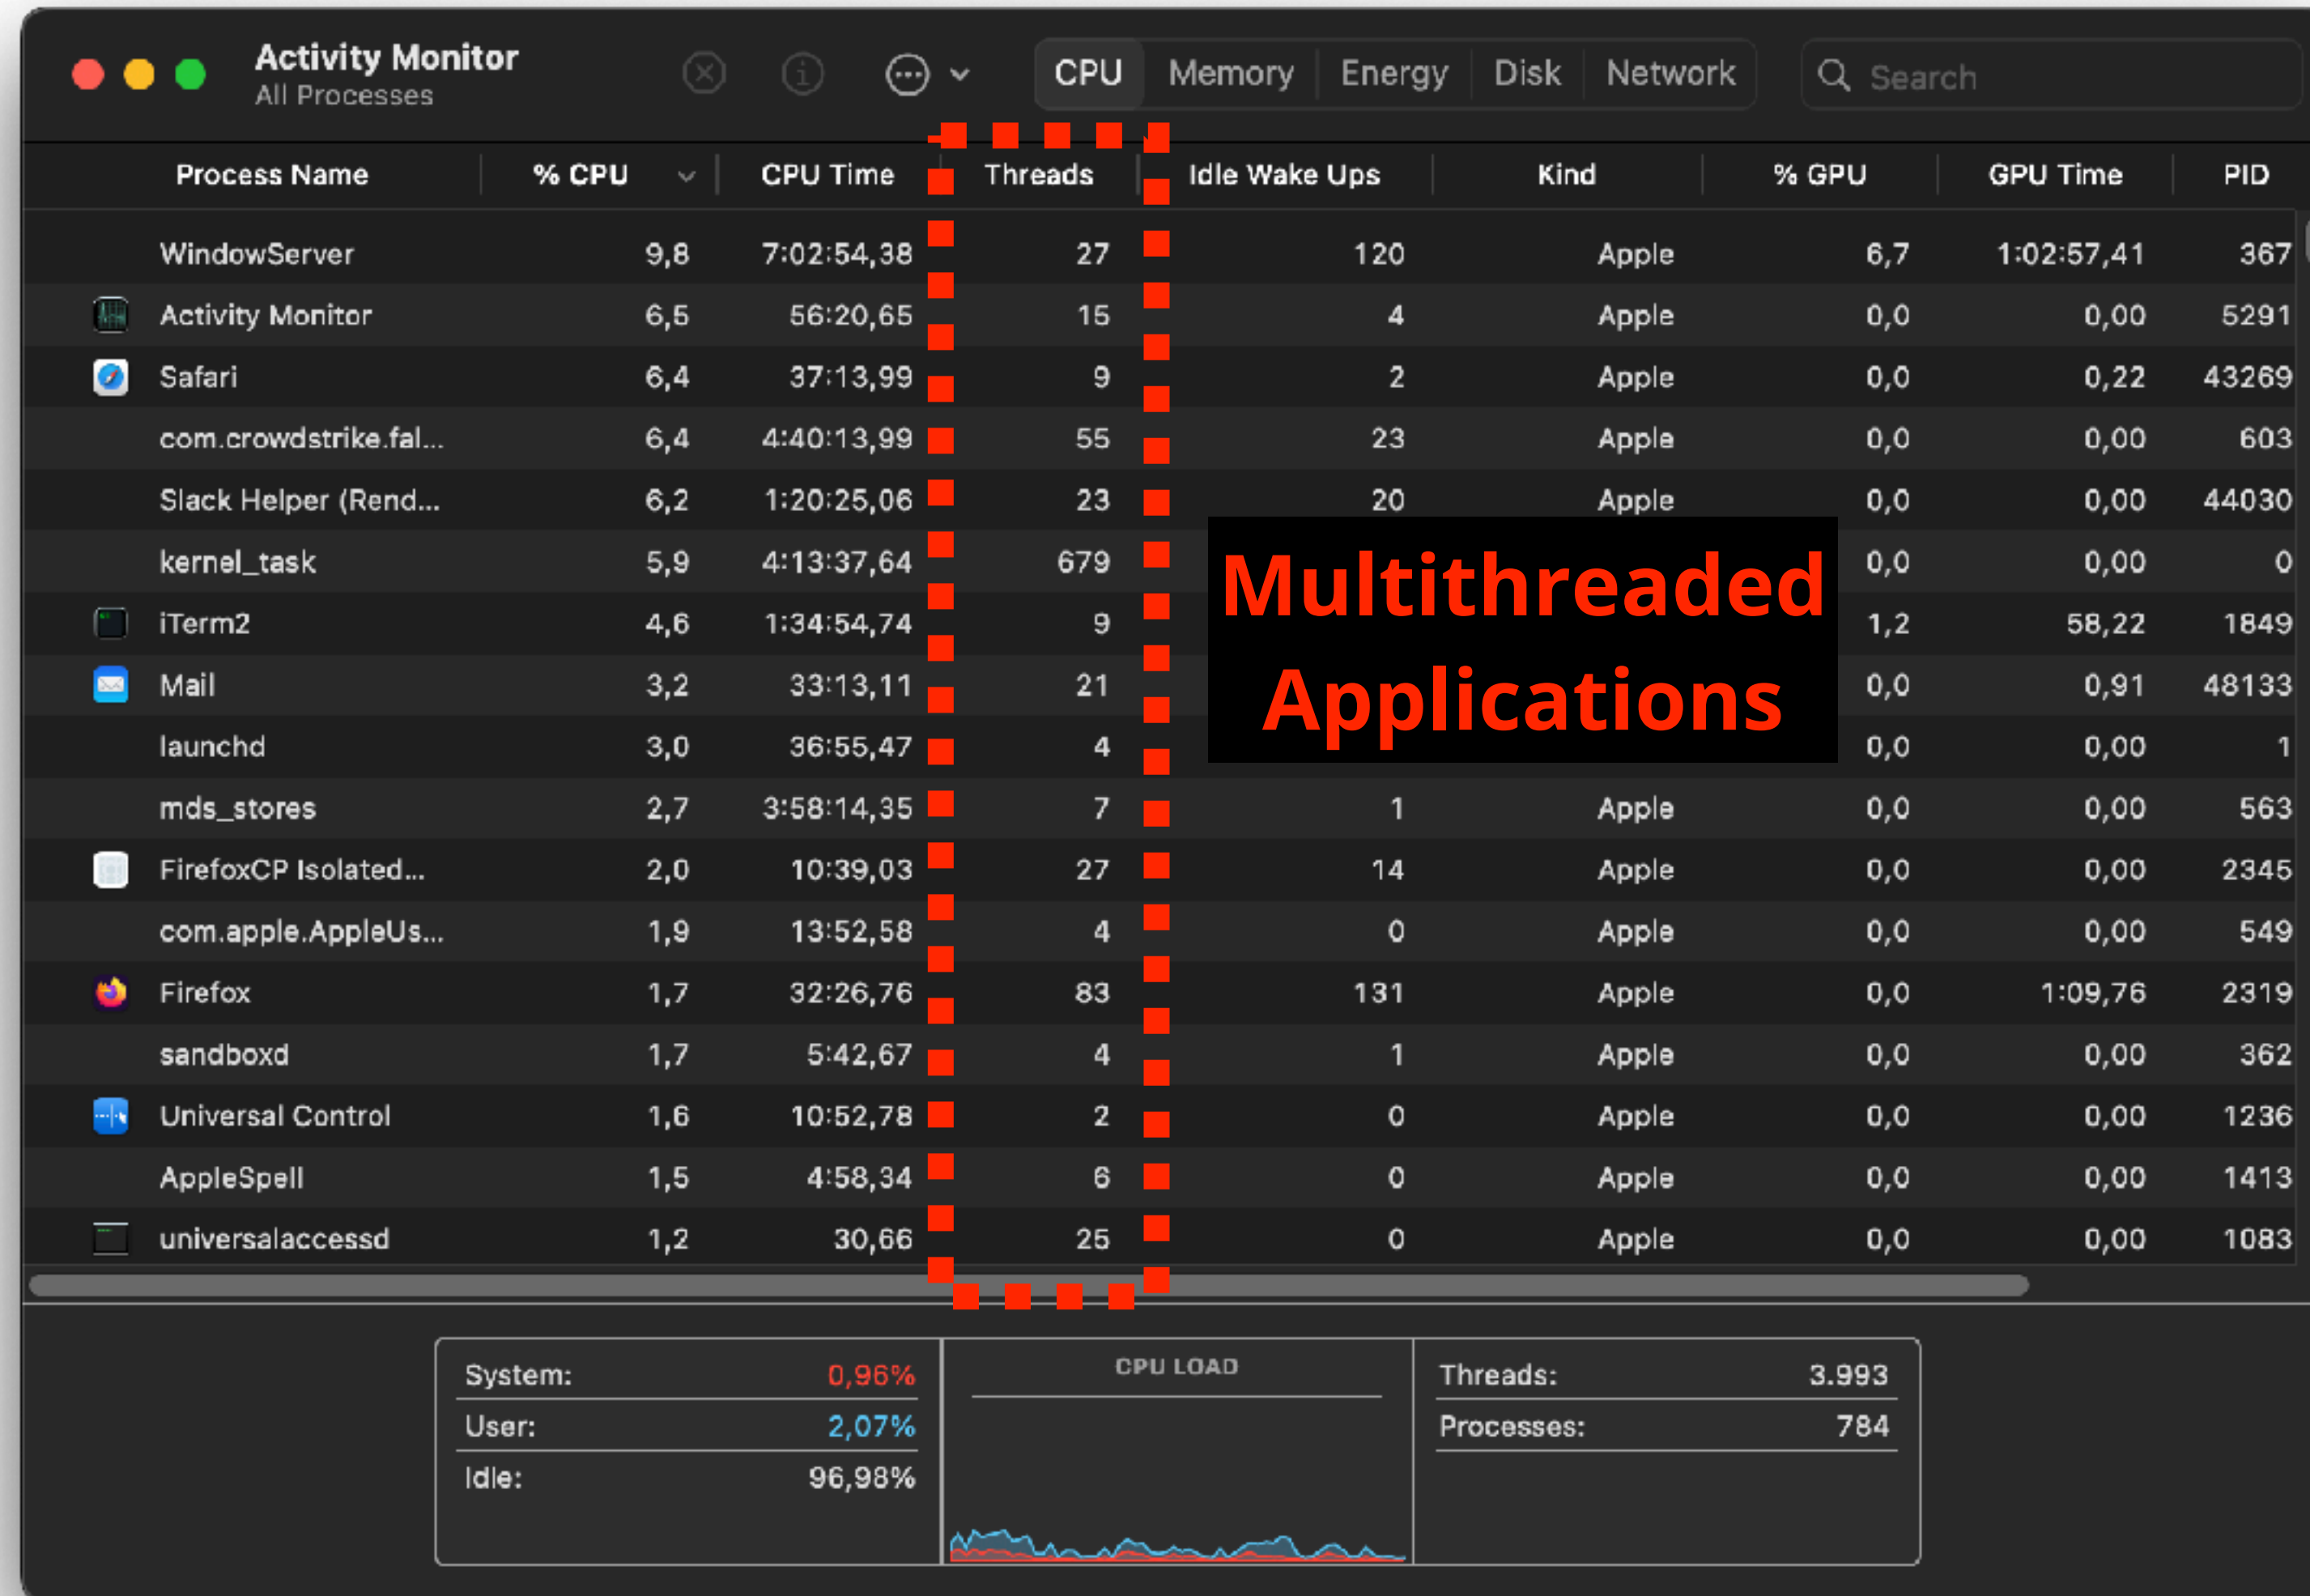 Activity Monitor
All Processes
CPU Memory Energy Disk Network Search
Process Name % CPU CPU Time Threads Idle Wake Ups Kind % GPU GPU Time PID
WindowServer 9,8 7:02:54,38 27 120 Apple 6,7 1:02:57,41 367
Activity Monitor 6,5 56:20,65 15 4 Apple 0,0 0,00 5291
Safari 6,4 37:13,99 9 2 Apple 0,0 0,22 43269
com.crowdstrike.fal... 6,4 4:40:13,99 55 23 Apple 0,0 0,00 603
Slack Helper (Rend... 6,2 1:20:25,06 23 20 Apple 0,0 0,00 44030
kernel_task 5,9 4:13:37,64 679 0,0 0,00 0
iTerm2 4,6 1:34:54,74 9 1,2 58,22 1849
Mail 3,2 33:13,11 21 0,0 0,91 48133
launchd 3,0 36:55,47 4 0,0 0,00 1
Multithreaded
Applications
mds_stores 2,7 3:58:14,35 7 1 Apple 0,0 0,00 563
FirefoxCP Isolated... 2,0 10:39,03 27 14 Apple 0,0 0,00 2345
com.apple.AppleUs... 1,9 13:52,58 4 0 Apple 0,0 0,00 549
Firefox 1,7 32:26,76 83 131 Apple 0,0 1:09,76 2319
sandboxd 1,7 5:42,67 4 1 Apple 0,0 0,00 362
Universal Control 1,6 10:52,78 2 0 Apple 0,0 0,00 1236
AppleSpell 1,5 4:58,34 6 0 Apple 0,0 0,00 1413
universalaccessd 1,2 30,66 25 0 Apple 0,0 0,00 1083
System: 0,96%
User: 2,07%
Idle: 96,98%
CPU LOAD
Threads: 3.993
Processes: 784